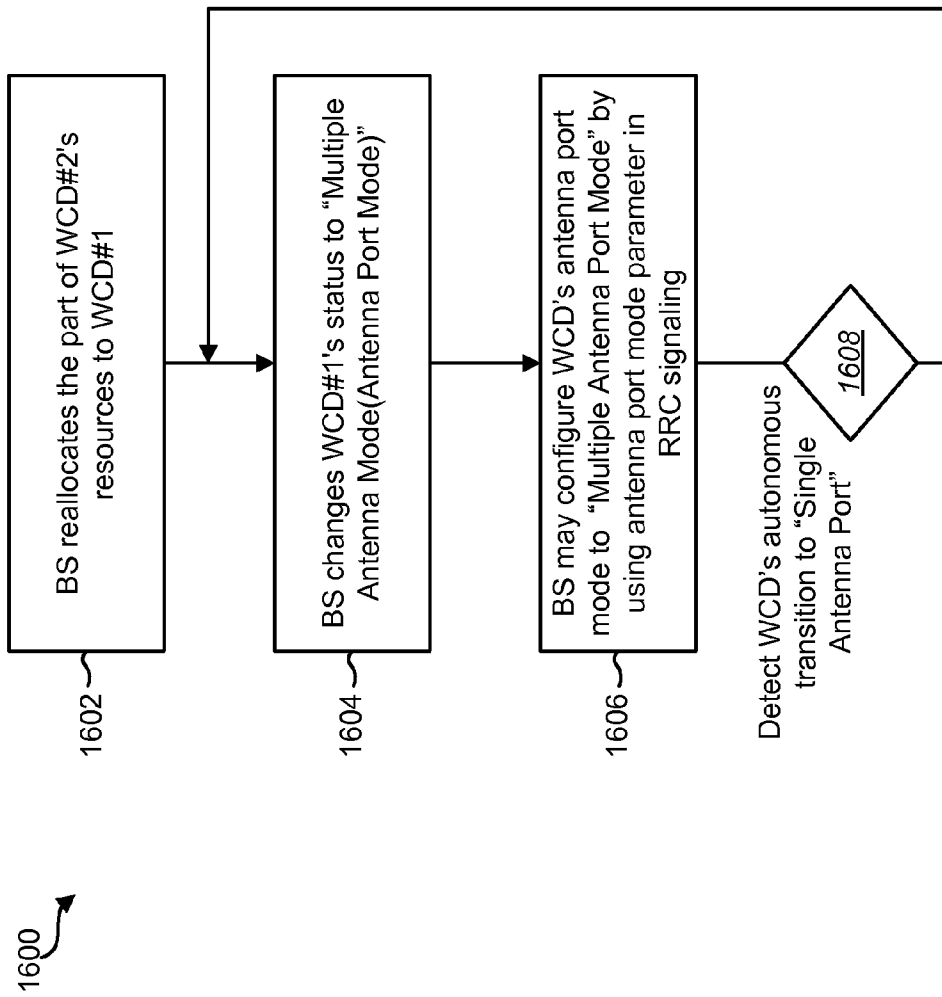 1600
1602
BS reallocates the part of WCD#2's
resources to WCD#1
1604
BS changes WCD#1's status to “Multiple
Antenna Mode(Antenna Port Mode)”
1606
BS may configure WCD's antenna port
mode to “Multiple Antenna Port Mode” by
using antenna port mode parameter in
RRC signaling
Detect WCD's autonomous
transition to “Single
Antenna Port”
1608